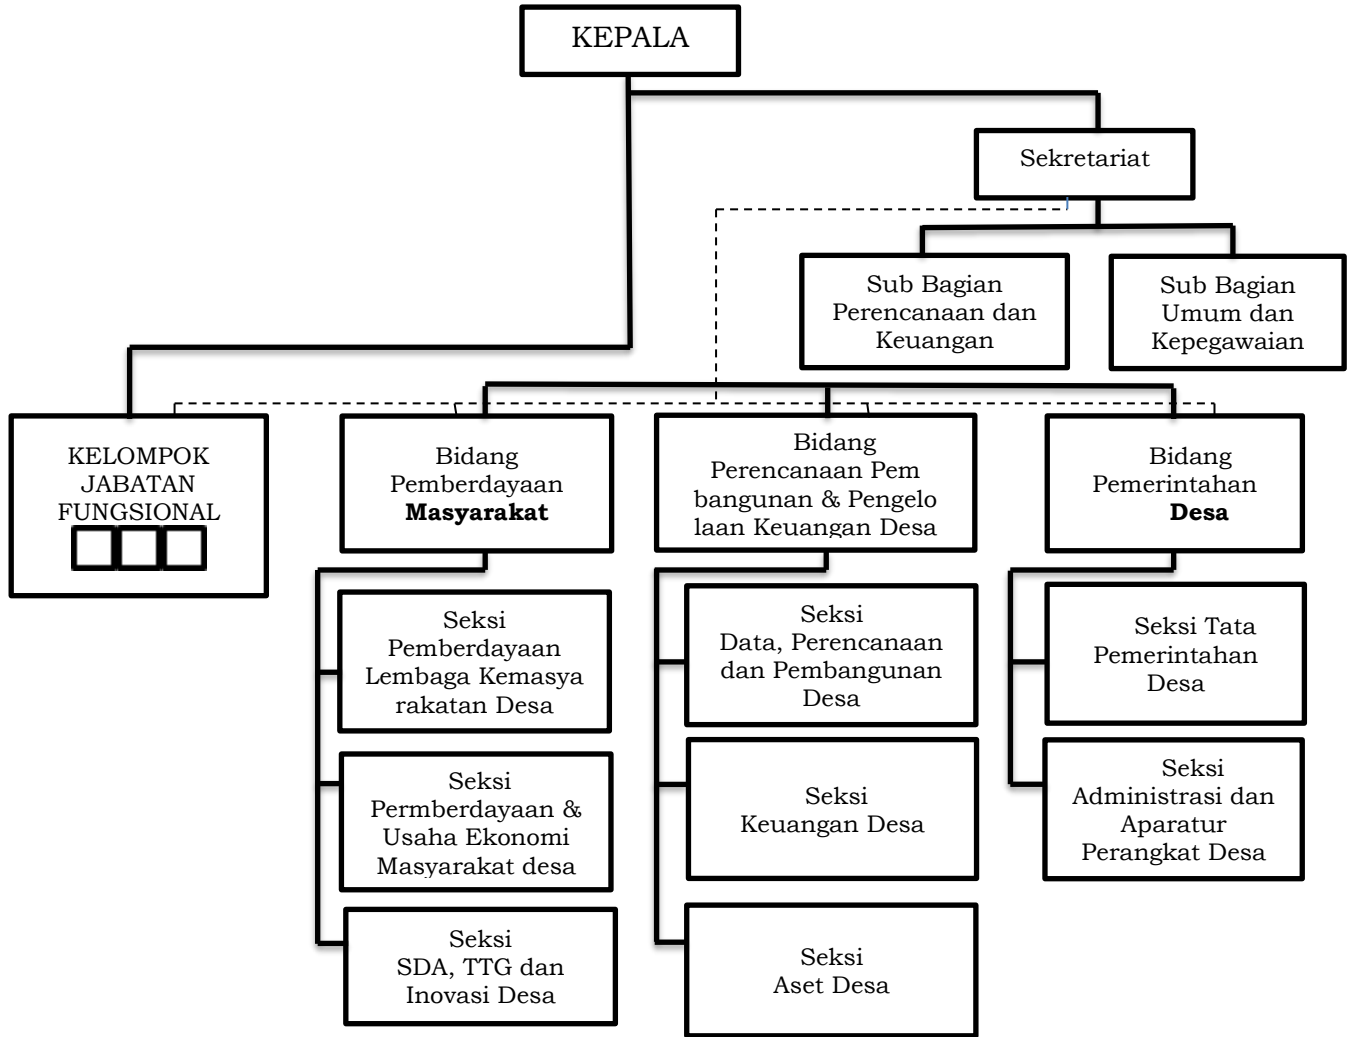 KEPALA
Sekretariat
Sub Bagian
Perencanaan dan
Keuangan
Sub Bagian
Umum dan
Kepegawaian
KELOMPOK
JABATAN
FUNGSIONAL
Bidang
Pemberdayaan
Masyarakat
Bidang
Perencanaan Pem
bangunan & Pengelo
laan Keuangan Desa
Bidang
Pemerintahan
Desa
Seksi
Pemberdayaan
Lembaga Kemasya
rakatan Desa
Seksi
Permberdayaan &
Usaha Ekonomi
Masyarakat desa
Seksi
SDA, TTG dan
Inovasi Desa
Seksi
Data, Perencanaan
dan Pembangunan
Desa
Seksi
Keuangan Desa
Seksi
Aset Desa
Seksi Tata
Pemerintahan
Desa
Seksi
Administrasi dan
Aparatur
Perangkat Desa